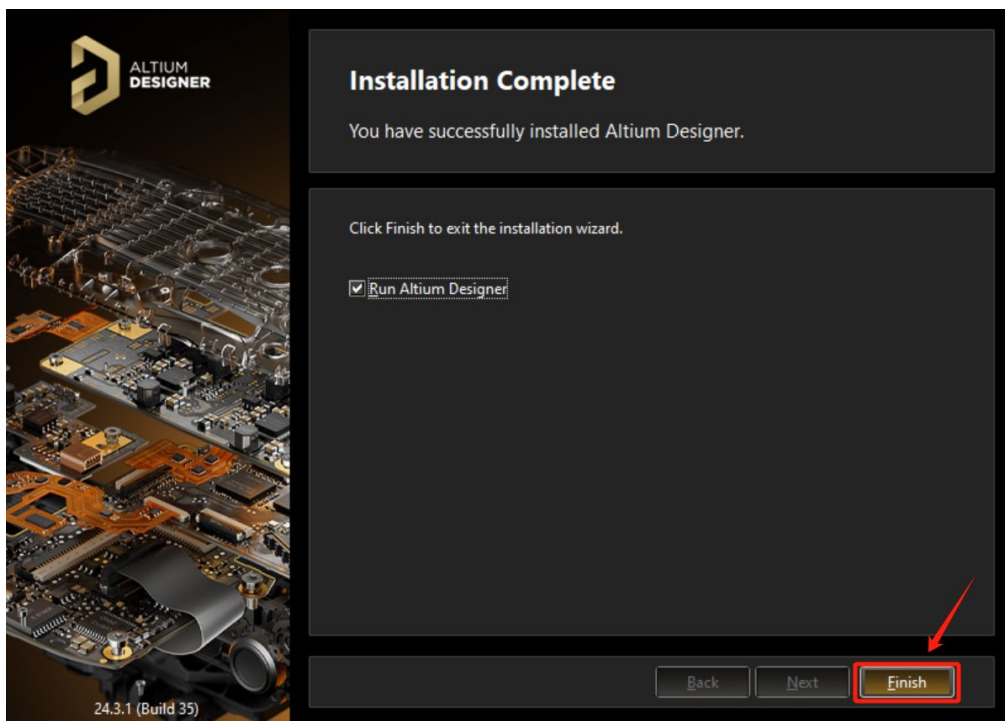 ALTIUM
DESIGNER
Installation Complete
You have successfully installed Altium Designer.
Click Finish to exit the installation wizard.
Run Altium Designer
Back
Next
Finish
24.3.1 (Build 35)